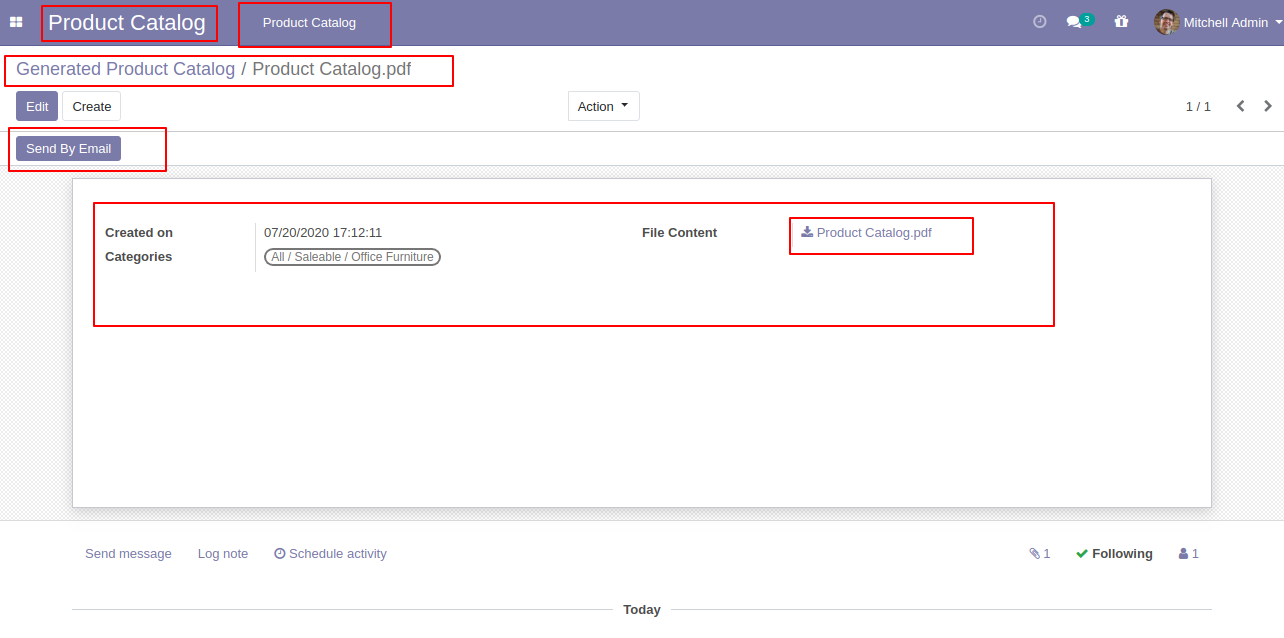 Product Catalog Product Catalog 3 Mitchell Admin
Generated Product Catalog / Product Catalog.pdf
Edit Create Action 1 / 1
Send By Email
Created on 07/20/2020 17:12:11 File Content Product Catalog.pdf
Categories All / Saleable / Office Furniture
Send message Log note Schedule activity 1 Following 1
Today